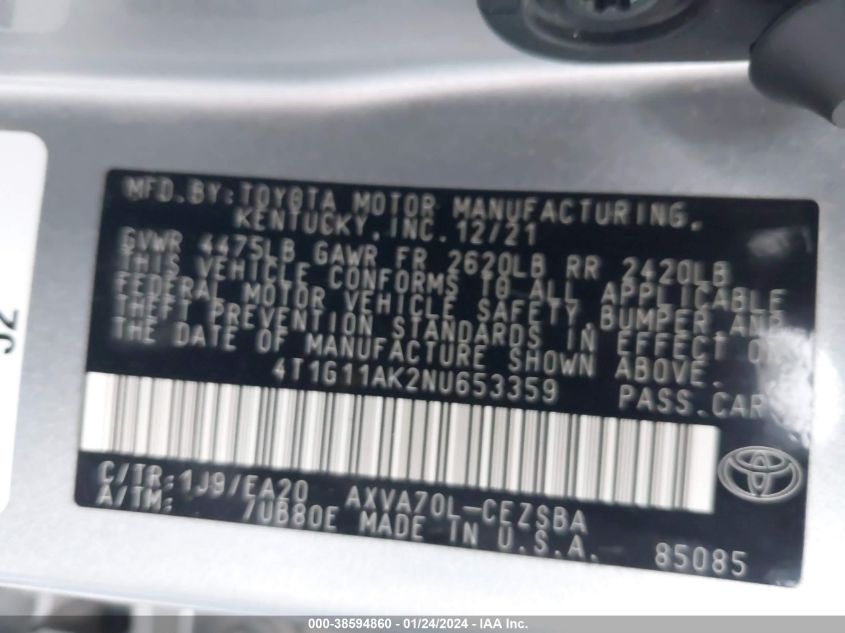 J2
MFD.BY:TOYOTA MOTOR MANUFACTURING,
KENTUCKY,INC.12/21
GVWR 4475LB GAWR FR 2620LB RR 2420LB
THIS VEHICLE CONFORMS TO ALL APPLICABLE
FEDERAL MOTOR VEHICLE SAFETY,BUMPER,AND
THEFT PREVENTION STANDARDS IN EFFECT ON
THE DATE OF MANUFACTURE SHOWN ABOVE.
4T1G11AK2NU653359 PASS.CAR
C/TR:1J9/EA20 AXVA70L-CEZSBA
A/TM: 7UB80E MADE IN U.S.A.
85085
000-38594860 / 01/24/2024 - IAA Inc.